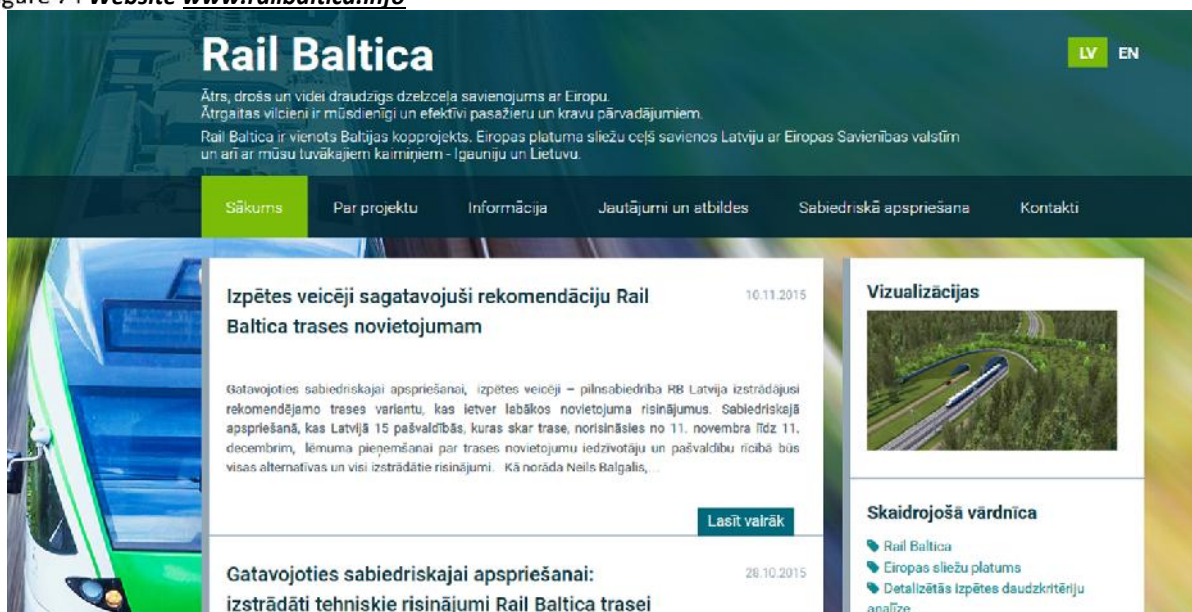 Website www.railbaltica.info
Rail Baltica
LV EN
Ātrs, drošs un videi draudzīgs dzelzceļa savienojums ar Eiropu.
Ātrgaitas vilcieni ir mūsdienīgi un efektīvi pasažieru un kravu pārvadājumiem.
Rail Baltica ir vienots Baltijas kopprojekts. Eiropas platuma sliežu ceļš savienos Latviju ar Eiropas Savienības valstīm
un arī ar mūsu tuvākajiem kaimiņiem - Igauniju un Lietuvu.
Sākums Par projektu Informācija Jautājumi un atbildes Sabiedriskā apspriešana Kontakti
Izpētes veicēji sagatavojuši rekomendāciju Rail
Baltica trases novietojumam
10.11.2015
Gatavojoties sabiedriskajai apspriešanai, izpētes veicēji – pilnsabiedrība RB Latvija izstrādājusi
rekomendējamo trases variantu, kas ietver labākos novietojuma risinājumus. Sabiedriskajā
apspriešanā, kas Latvijā 15 pašvaldībās, kuras skar trase, norisināsies no 11. novembra līdz 11.
decembrim, lēmuma pieņemšanai par trases novietojumu iedzīvotāju un pašvaldību rīcībā būs
visas alternatīvas un visi izstrādātie risinājumi. Kā norāda Neils Balgalis,...
Lasīt vairāk
Gatavojoties sabiedriskajai apspriešanai:
izstrādāti tehniskie risinājumi Rail Baltica trasei
28.10.2015
Vizualizācijas
Skaidrojošā vārdnīca
Rail Baltica
Eiropas sliežu platums
Detalizētās izpētes daudzkritēriju
analīze